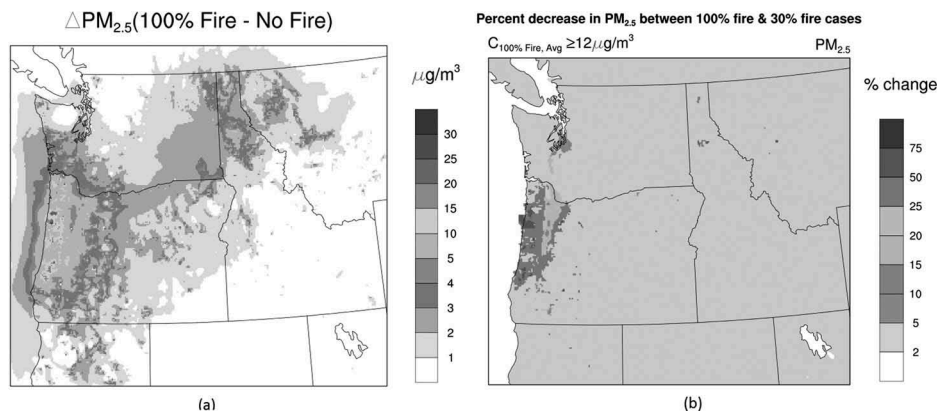 △PM2.5(100% Fire - No Fire)
μg/m3
30
25
20
15
10
5
4
3
2
1
(a)
Percent decrease in PM2.5 between 100% fire & 30% fire cases
C100% Fire, Avg ≥12μg/m3 PM2.5
% change
75
50
25
20
15
10
5
2
(b)